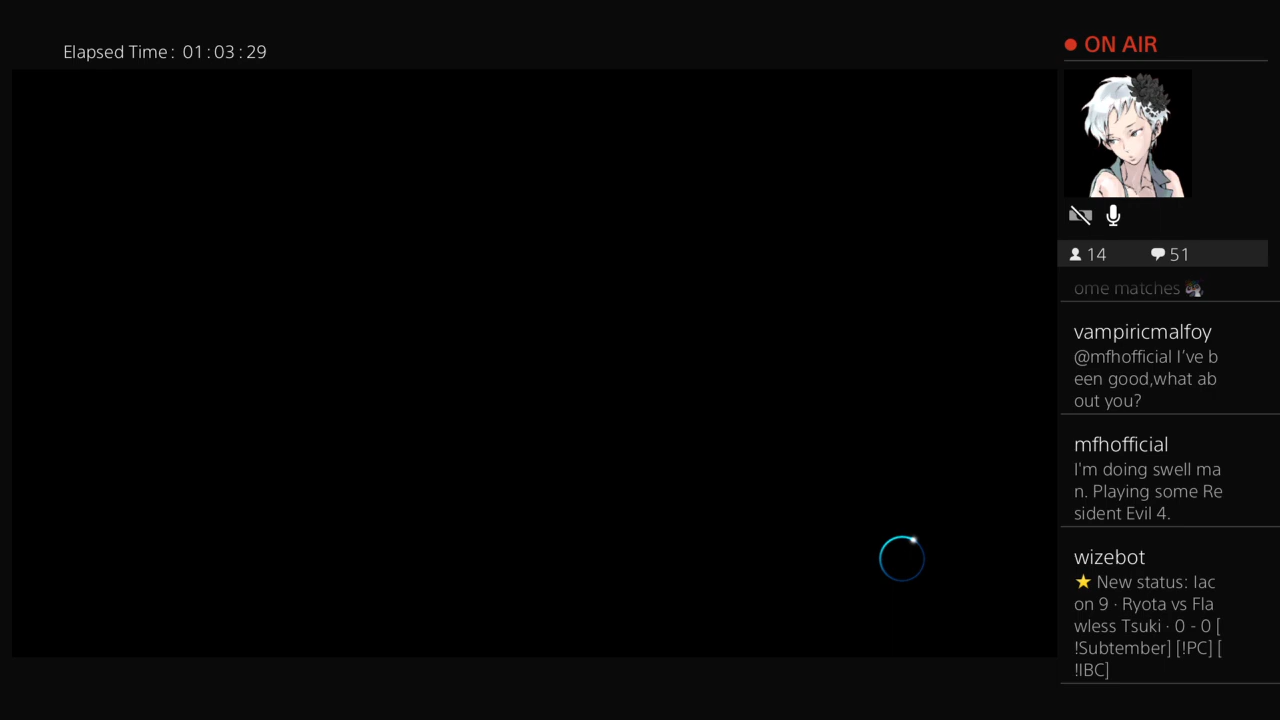 Elapsed Time: 01:03:29
ON AIR
14 51
ome matches
vampiricmalfoy
@mfhofficial I've b
een good,what ab
out you?
mfhofficial
I'm doing swell ma
n. Playing some Re
sident Evil 4.
wizebot
⭐ New status: Iac
on 9 · Ryota vs Fla
wless Tsuki · 0 - 0 [
!Subtember] [!PC] [
!IBC]